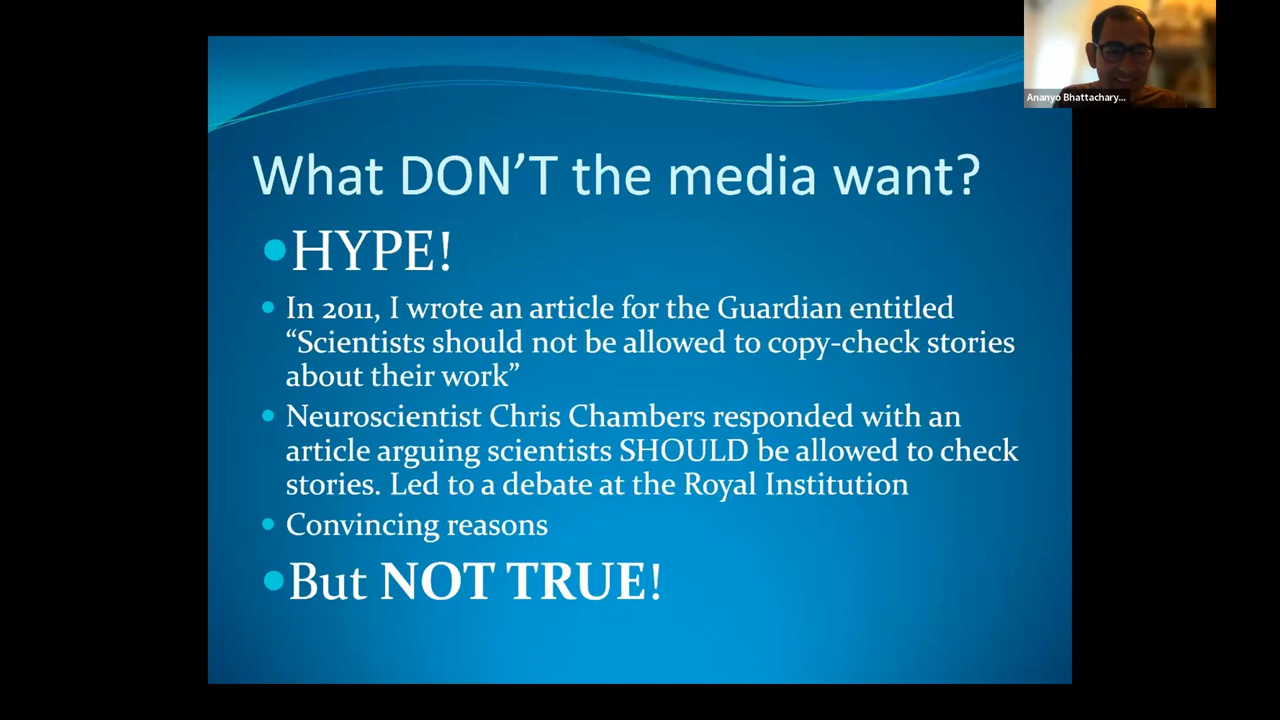 Ananyo Bhattachary...
What DON'T the media want?
•HYPE!
• In 2011, I wrote an article for the Guardian entitled
“Scientists should not be allowed to copy-check stories
about their work”
• Neuroscientist Chris Chambers responded with an
article arguing scientists SHOULD be allowed to check
stories. Led to a debate at the Royal Institution
• Convincing reasons
•But NOT TRUE!